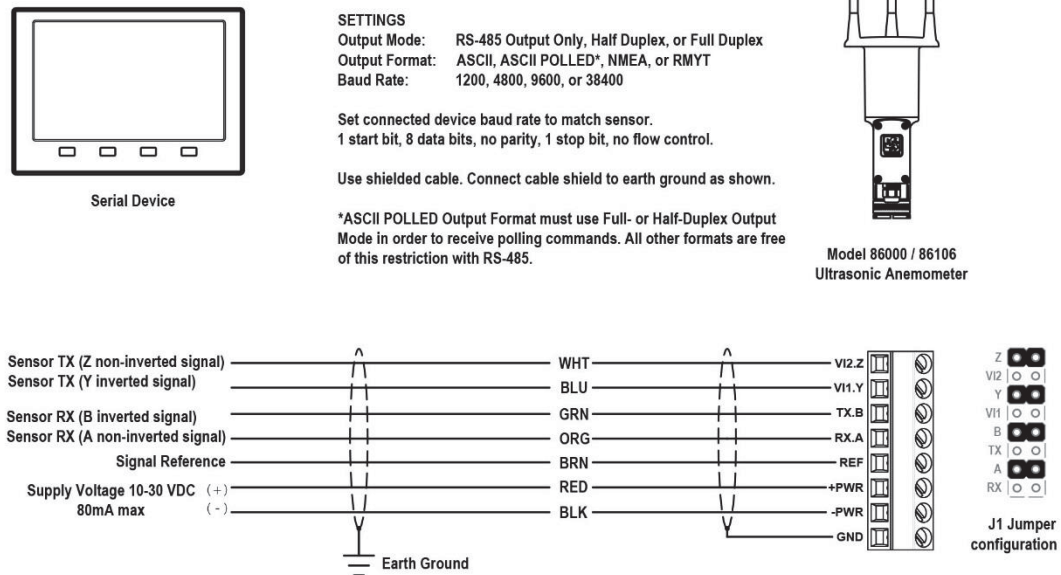 SETTINGS
Output Mode: RS-485 Output Only, Half Duplex, or Full Duplex
Output Format: ASCII, ASCII POLLED*, NMEA, or RMYT
Baud Rate: 1200, 4800, 9600, or 38400
Set connected device baud rate to match sensor.
1 start bit, 8 data bits, no parity, 1 stop bit, no flow control.
Use shielded cable. Connect cable shield to earth ground as shown.
*ASCII POLLED Output Format must use Full- or Half-Duplex Output
Mode in order to receive polling commands. All other formats are free
of this restriction with RS-485.
Serial Device
Model 86000 / 86106
Ultrasonic Anemometer
Sensor TX (Z non-inverted signal) WHT VI2.Z
Sensor TX (Y inverted signal) BLU VI1.Y
Sensor RX (B inverted signal) GRN TX.B
Sensor RX (A non-inverted signal) ORG RX.A
Signal Reference BRN REF
Supply Voltage 10-30 VDC (+) RED +PWR
80mA max (-) BLK -PWR
GND
Earth Ground
Z
VI2
Y
VI1
B
TX
A
RX
J1 Jumper
configuration